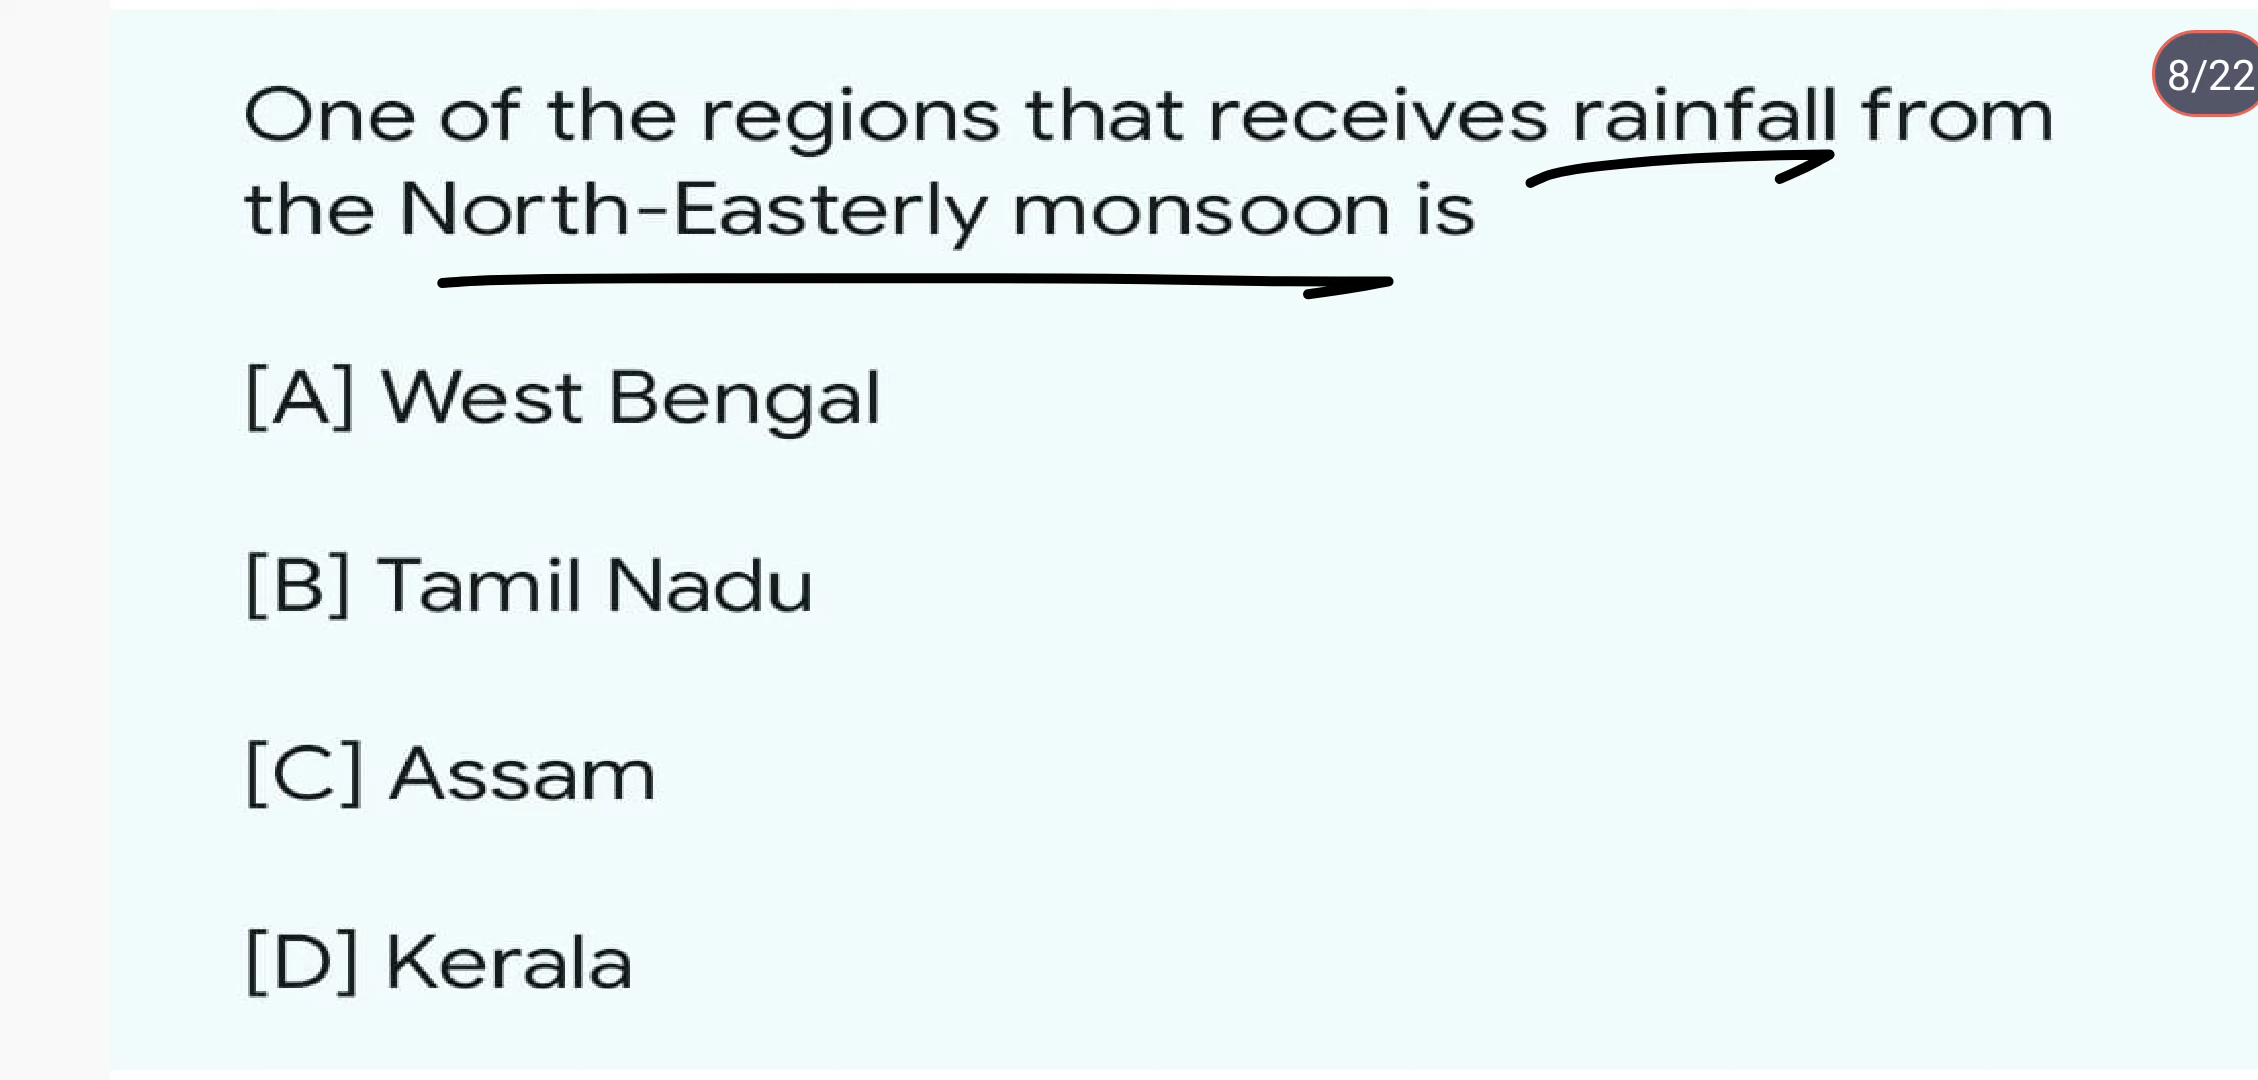 8/22
One of the regions that receives rainfall from
the North-Easterly monsoon is
[A] West Bengal
[B] Tamil Nadu
[C] Assam
[D] Kerala